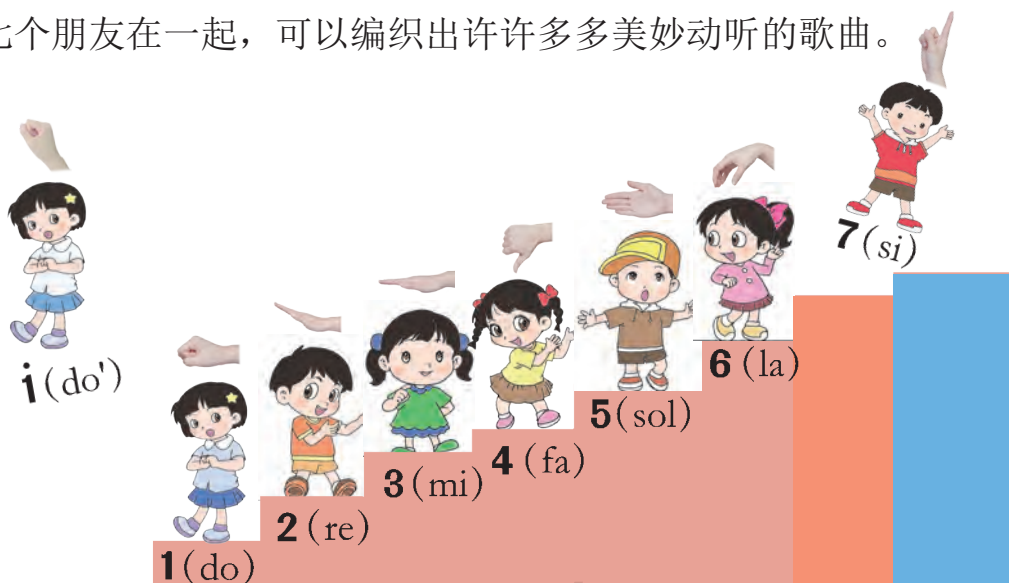 个朋友在一起，可以编织出许许多多美妙动听的歌曲。
7(si)
i(do')
6(la)
5(sol)
4(fa)
3(mi)
2(re)
1(do)